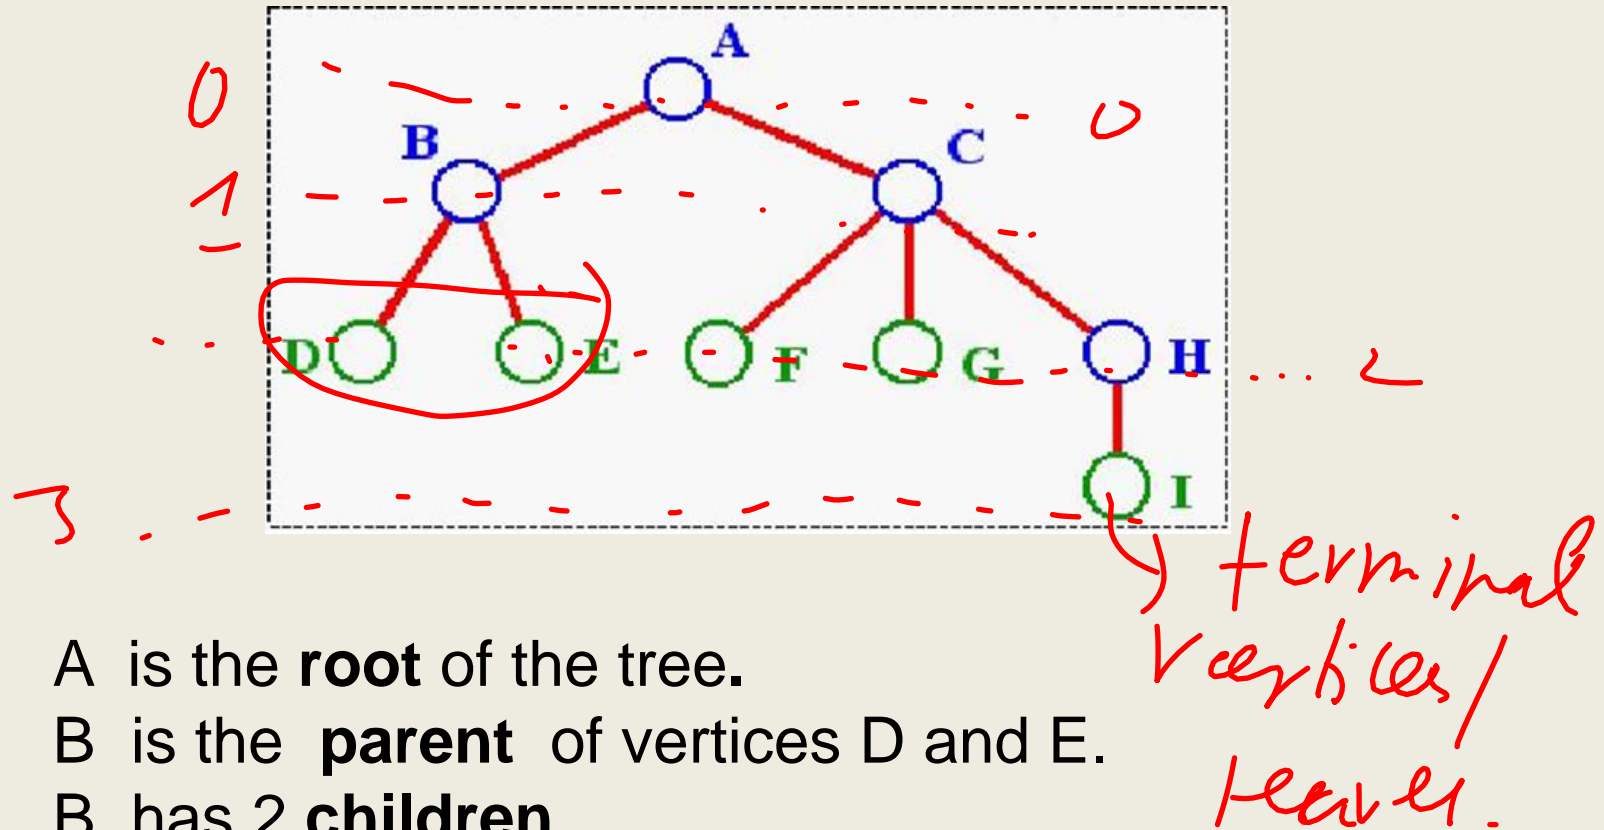 A
0
0
B
C
1
D
E
F
G
H
2
3
I
terminal
vertices/
leaves.
A is the root of the tree.
B is the parent of vertices D and E.
B has 2 children